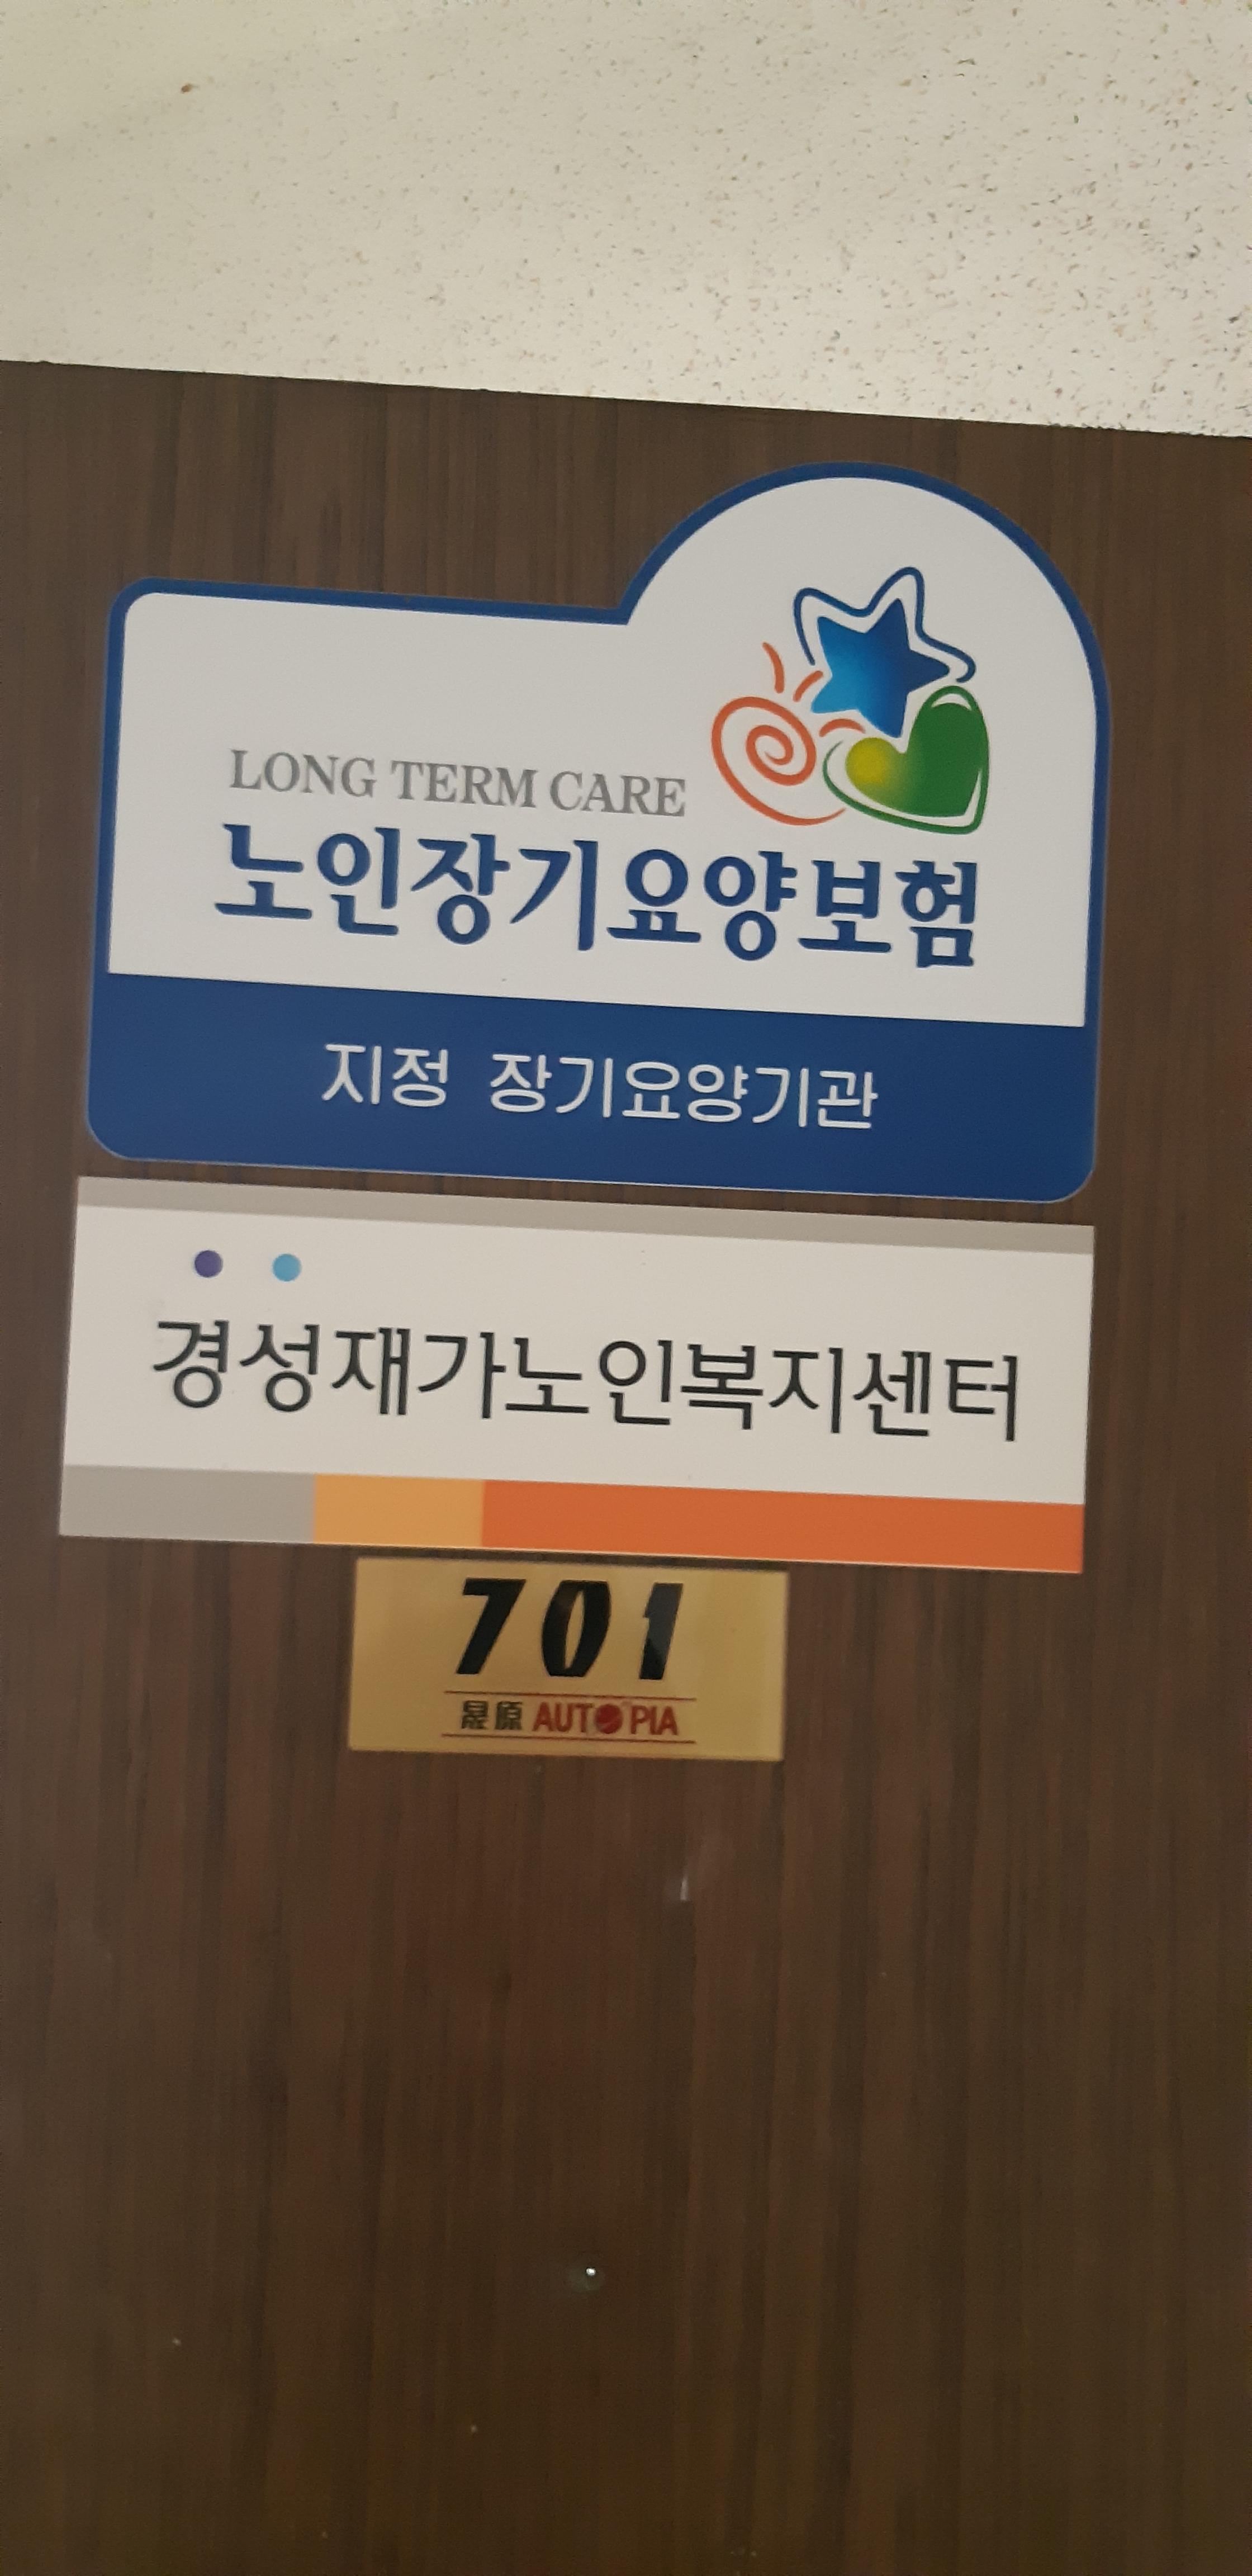 LONG TERM CARE
노인장기요양보험
지정 장기요양기관
경성재가노인복지센터
701
晟原 AUTOPIA